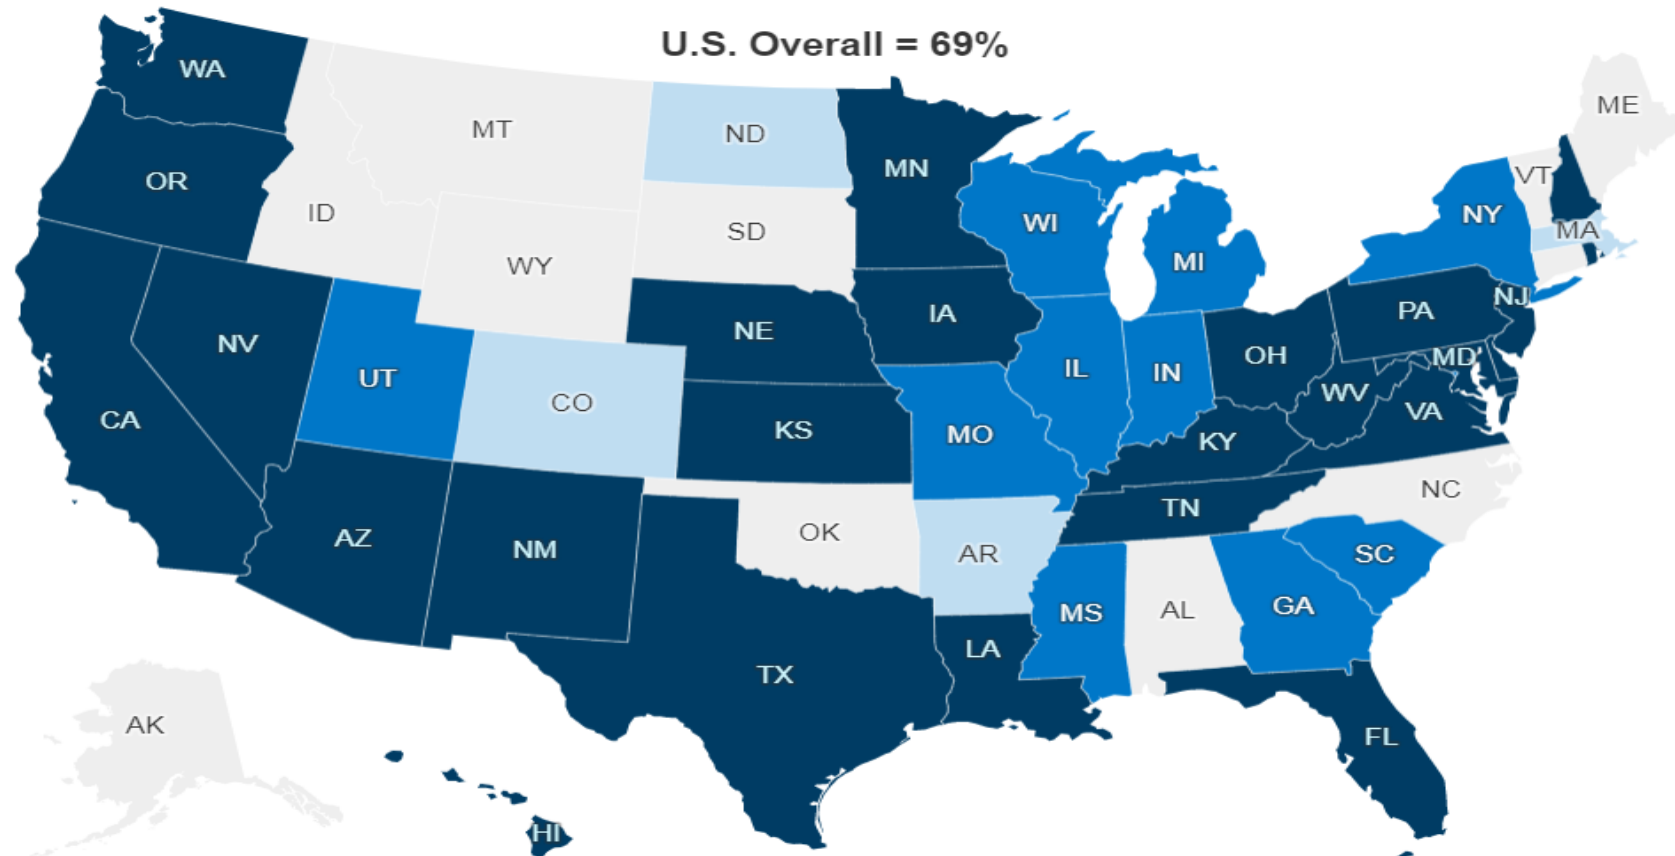 U.S. Overall = 69%
WA
ME
MT
ND
MN
VT
OR
ID
SD
WI
NY
MA
WY
MI
NE
IA
PA
NJ
NV
OH
MD
UT
CO
IL
IN
WV
VA
CA
KS
MO
KY
NC
TN
AZ
NM
OK
AR
SC
MS
AL
GA
LA
TX
AK
FL
HI